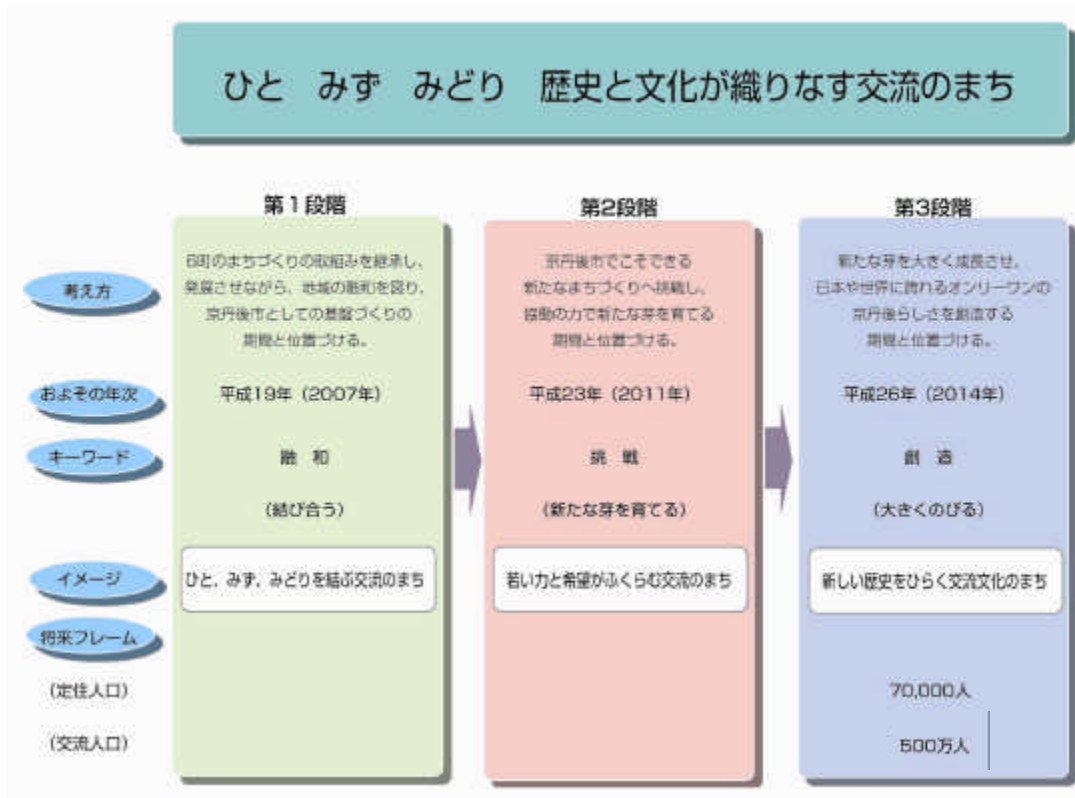 ひと　みず　みどり　歴史と文化が織りなす交流のまち
第1段階
第2段階
第3段階
考え方
6町のまちづくりの取組みを継承し、
発展させながら、地域の融和を図り、
京丹後市としての基盤づくりの
期間と位置づける。
京丹後市でこそできる
新たなまちづくりへ挑戦し、
協働の力で新たな芽を育てる
期間と位置づける。
新たな芽を大きく成長させ、
日本や世界に誇れるオンリーワンの
京丹後らしさを創造する
期間と位置づける。
およその年次
平成19年（2007年）
平成23年（2011年）
平成26年（2014年）
キーワード
融　和
挑　戦
創　造
（結び合う）
（新たな芽を育てる）
（大きくのびる）
イメージ
ひと，みず，みどりを結ぶ交流のまち
若い力と希望がふくらむ交流のまち
新しい歴史をひらく交流文化のまち
将来フレーム
（定住人口）
70,000人
（交流人口）
500万人